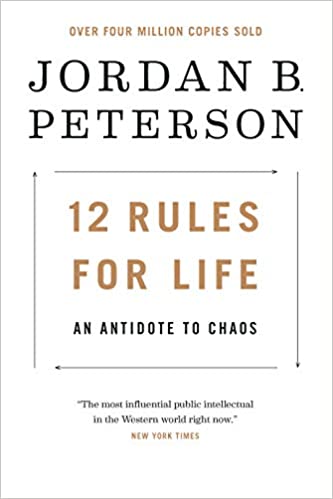 OVER FOUR MILLION COPIES SOLD
JORDAN B.
PETERSON
12 RULES
FOR LIFE
AN ANTIDOTE TO CHAOS
“The most influential public intellectual
in the Western world right now.”
NEW YORK TIMES